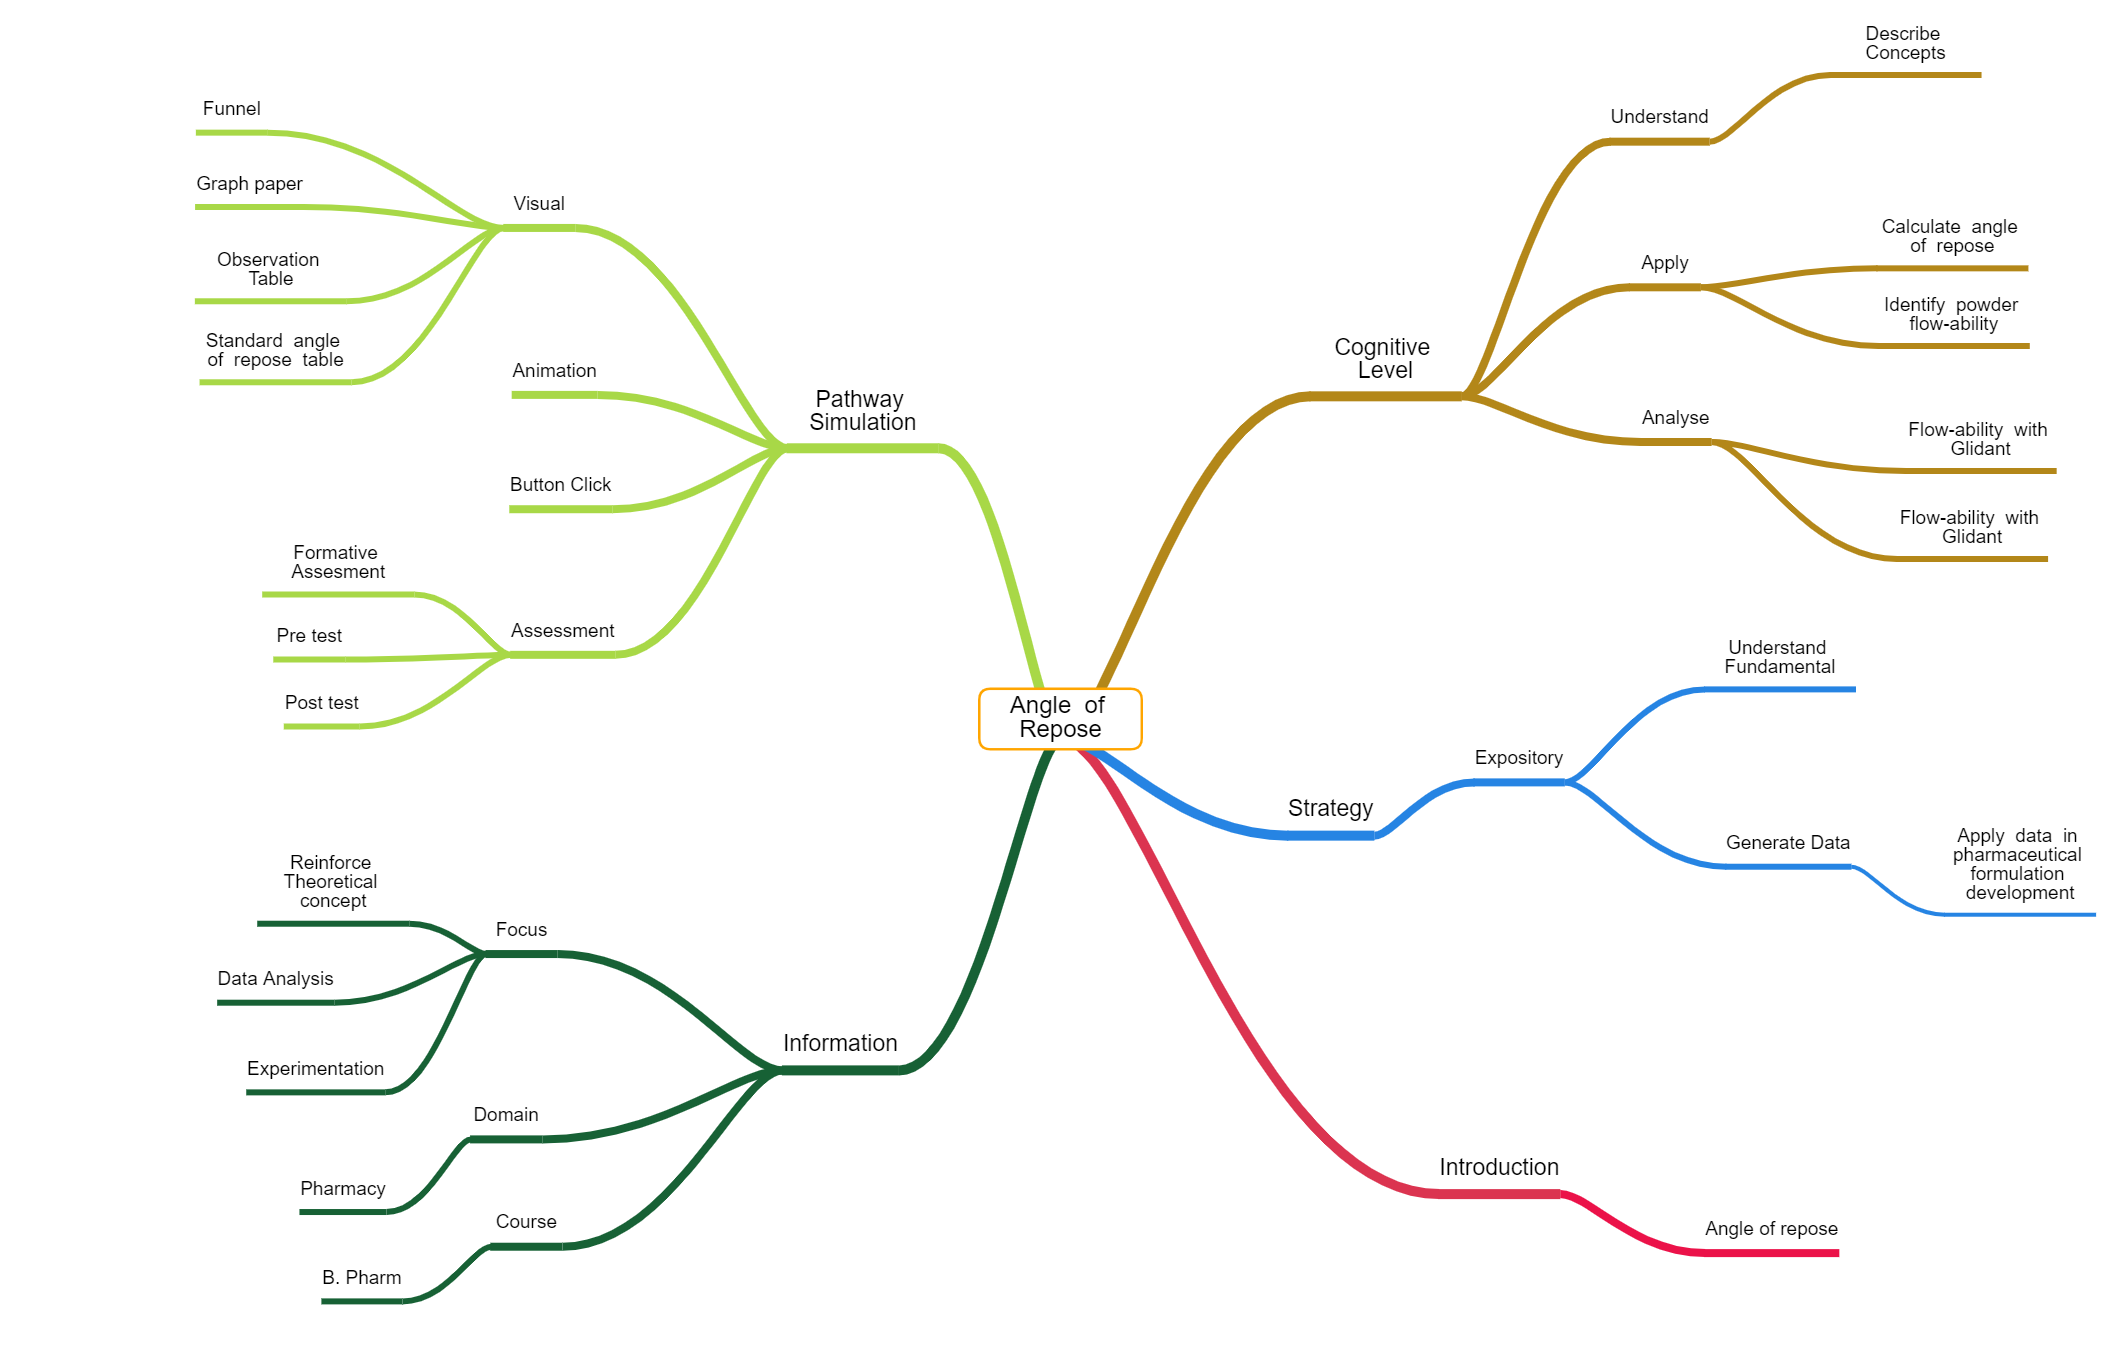 Angle of
Repose
Pathway
Simulation
Visual
Funnel
Graph paper
Observation
Table
Standard angle
of repose table
Animation
Button Click
Assessment
Formative
Assesment
Pre test
Post test
Information
Focus
Reinforce
Theoretical
concept
Data Analysis
Experimentation
Domain
Pharmacy
Course
B. Pharm
Cognitive
Level
Understand
Describe
Concepts
Apply
Calculate angle
of repose
Identify powder
flow-ability
Analyse
Flow-ability with
Glidant
Flow-ability with
Glidant
Strategy
Expository
Understand
Fundamental
Generate Data
Apply data in
pharmaceutical
formulation
development
Introduction
Angle of repose